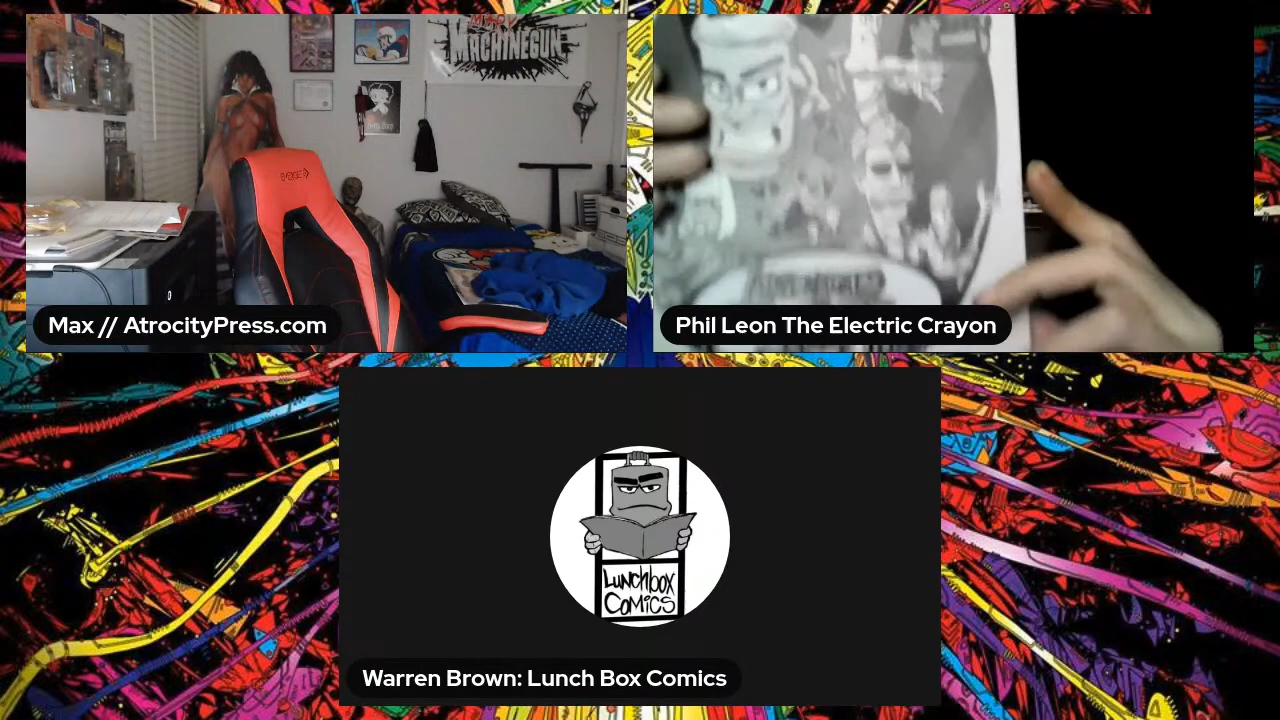 MACHINEGUN
Max // AtrocityPress.com
Phil Leon The Electric Crayon
LUNCHBOX
COMICS
Warren Brown: Lunch Box Comics